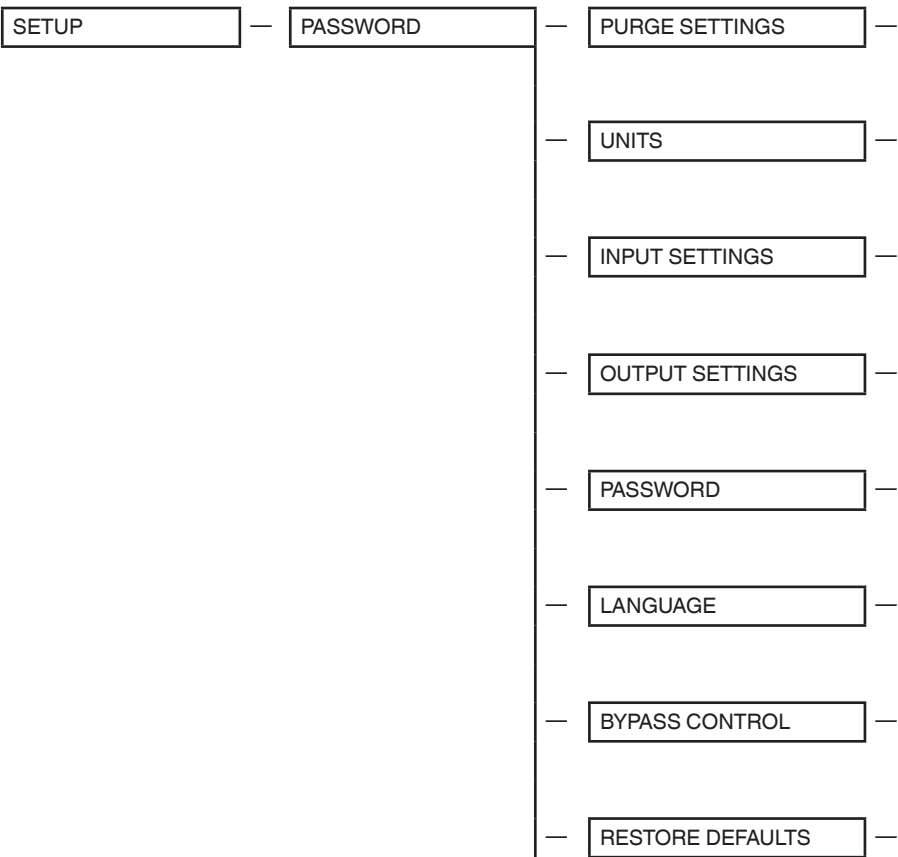 SETUP
PASSWORD
PURGE SETTINGS
UNITS
INPUT SETTINGS
OUTPUT SETTINGS
PASSWORD
LANGUAGE
BYPASS CONTROL
RESTORE DEFAULTS